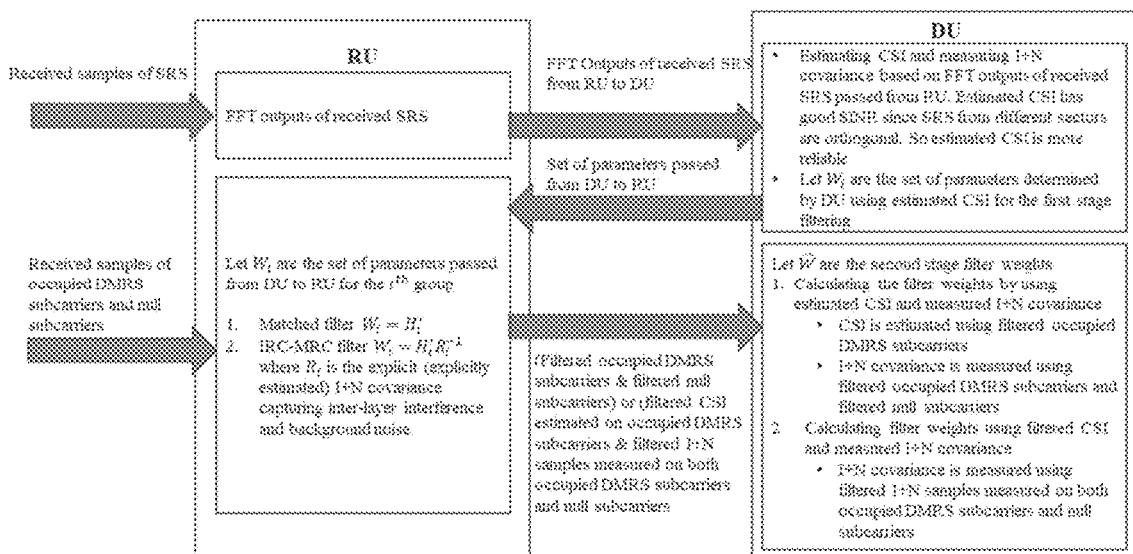 RU
DU
Received samples of SRS
FFT outputs of received SRS
FFT Outputs of received SRS
from RU to DU
• Estimating CSI and measuring I+N
covariance based on FFT outputs of received
SRS passed from RU. Estimated CSI has
good SINR since SRS from different sectors
are orthogonal. So estimated CSI is more
reliable
• Let Wᵢ are the set of parameters determined
by DU using estimated CSI for the first stage
filtering
Set of parameters passed
from DU to RU
Received samples of
occupied DMRS
subcarriers and null
subcarriers
Let Wᵢ are the set of parameters passed
from DU to RU for the iᵗʰ group
1. Matched filter Wᵢ = Hᵢ'
2. IRC-MRC filter Wᵢ = Hᵢ'Rᵢ⁻¹
where Rᵢ is the explicit (explicitly
estimated) I+N covariance
capturing inter-layer interference
and background noise.
(Filtered occupied DMRS
subcarriers & filtered null
subcarriers) or (filtered CSI
estimated on occupied DMRS
subcarriers & filtered I+N
samples measured on both
occupied DMRS subcarriers
and null subcarriers
Let W̃ are the second stage filter weights
1. Calculating the filter weights by using
estimated CSI and measured I+N covariance
• CSI is estimated using filtered occupied
DMRS subcarriers
• I+N covariance is measured using
filtered occupied DMRS subcarriers and
filtered null subcarriers
2. Calculating filter weights using filtered CSI
and measured I+N covariance
• I+N covariance is measured using
filtered I+N samples measured on both
occupied DMRS subcarriers and null
subcarriers